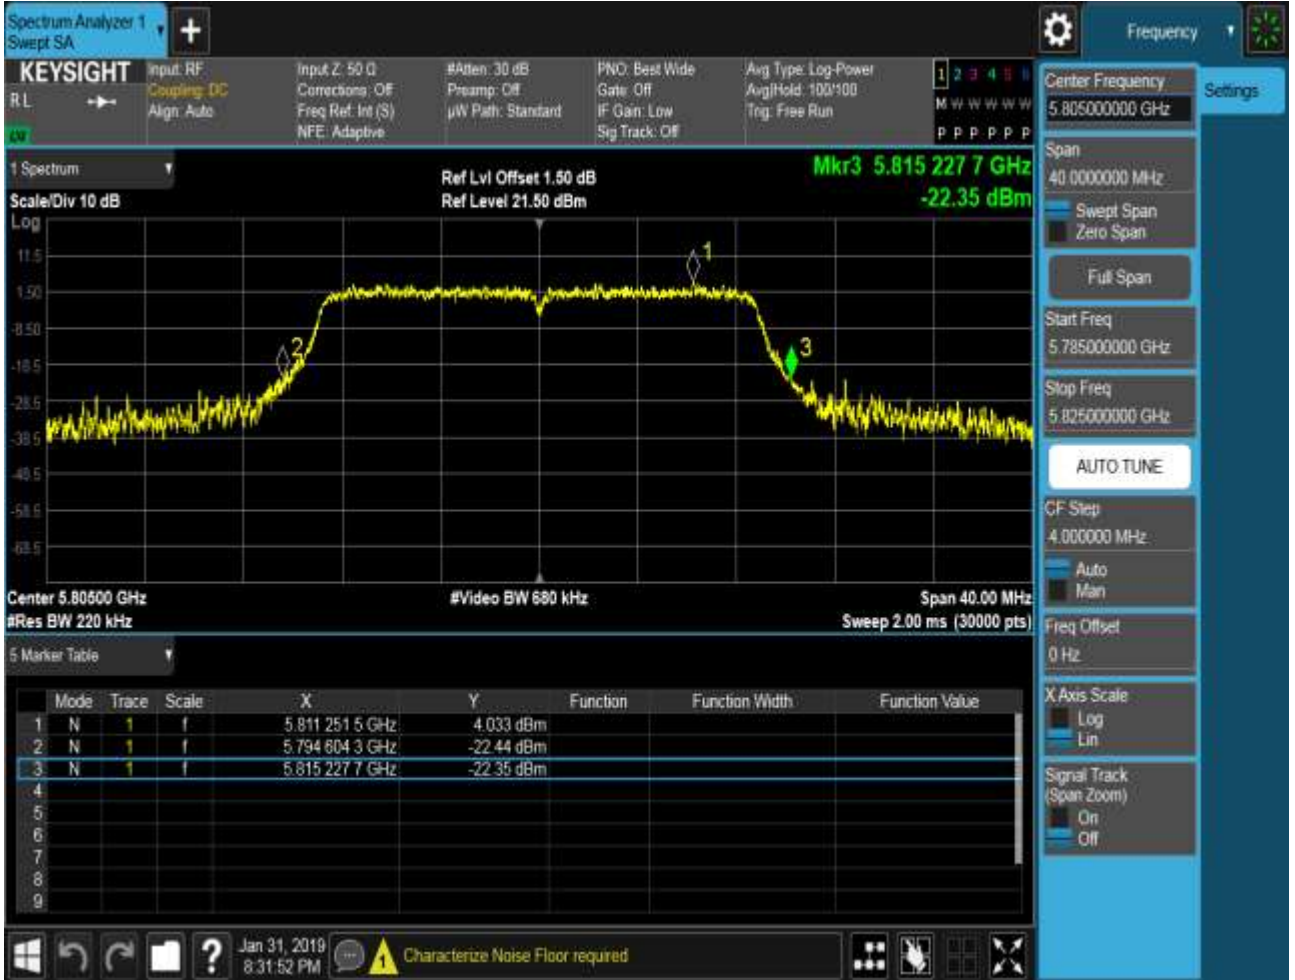 Spectrum Analyzer 1
Swept SA
+
Frequency
KEYSIGHT
RL
Input: RF
Coupling: DC
Align: Auto
Input Z: 50 Ω
Corrections: Off
Freq Ref: Int (S)
NFE: Adaptive
#Atten: 30 dB
Preamp: Off
µW Path: Standard
PNO: Best Wide
Gate: Off
IF Gain: Low
Sig Track: Off
Avg Type: Log-Power
Avg|Hold: 100/100
Trig: Free Run
1 2 3 4 5 6
M W W W W W
P P P P P P
1 Spectrum
Scale/Div 10 dB
Ref Lvl Offset 1.50 dB
Ref Level 21.50 dBm
Mkr3 5.815 227 7 GHz
-22.35 dBm
Log
11.5
1.50
-8.50
-18.5
-28.5
-38.5
-48.5
-58.5
-68.5
1
2
3
Center 5.80500 GHz
#Video BW 680 kHz
Span 40.00 MHz
#Res BW 220 kHz
Sweep 2.00 ms (30000 pts)
5 Marker Table
Mode Trace Scale X Y Function Function Width Function Value
1 N 1 f 5.811 251 5 GHz 4.033 dBm
2 N 1 f 5.794 604 3 GHz -22.44 dBm
3 N 1 f 5.815 227 7 GHz -22.35 dBm
4
5
6
7
8
9
Center Frequency
5.805000000 GHz
Settings
Span
40.0000000 MHz
Swept Span
Zero Span
Full Span
Start Freq
5.785000000 GHz
Stop Freq
5.825000000 GHz
AUTO TUNE
CF Step
4.000000 MHz
Auto
Man
Freq Offset
0 Hz
X Axis Scale
Log
Lin
Signal Track
(Span Zoom)
On
Off
?
Jan 31, 2019
8:31:52 PM
1
Characterize Noise Floor required